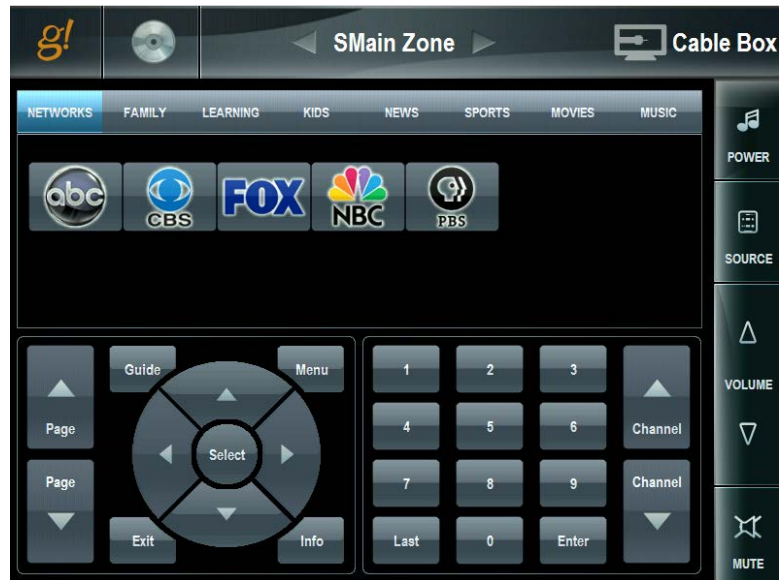 g!
SMain Zone
Cable Box
NETWORKS FAMILY LEARNING KIDS NEWS SPORTS MOVIES MUSIC
POWER
abc CBS FOX NBC PBS
SOURCE
Guide Menu
Page
Select
Page
Exit Info
1 2 3
4 5 6
7 8 9
Last 0 Enter
Channel
Channel
VOLUME
MUTE